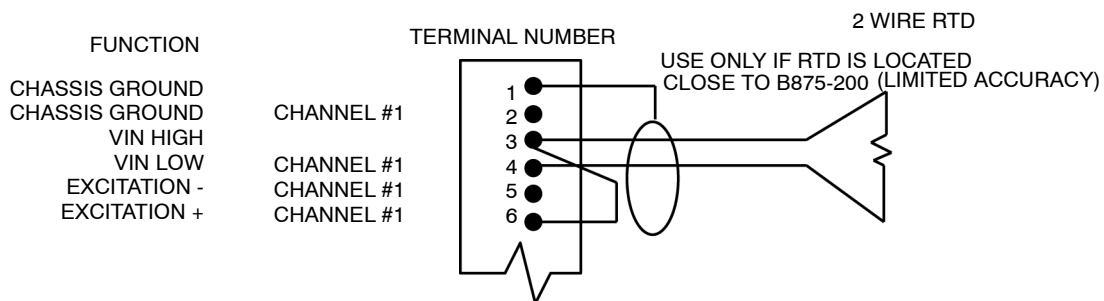 2 WIRE RTD
FUNCTION
TERMINAL NUMBER
USE ONLY IF RTD IS LOCATED
CLOSE TO B875-200 (LIMITED ACCURACY)
CHASSIS GROUND 1
CHASSIS GROUND CHANNEL #1 2
VIN HIGH 3
VIN LOW CHANNEL #1 4
EXCITATION - CHANNEL #1 5
EXCITATION + CHANNEL #1 6